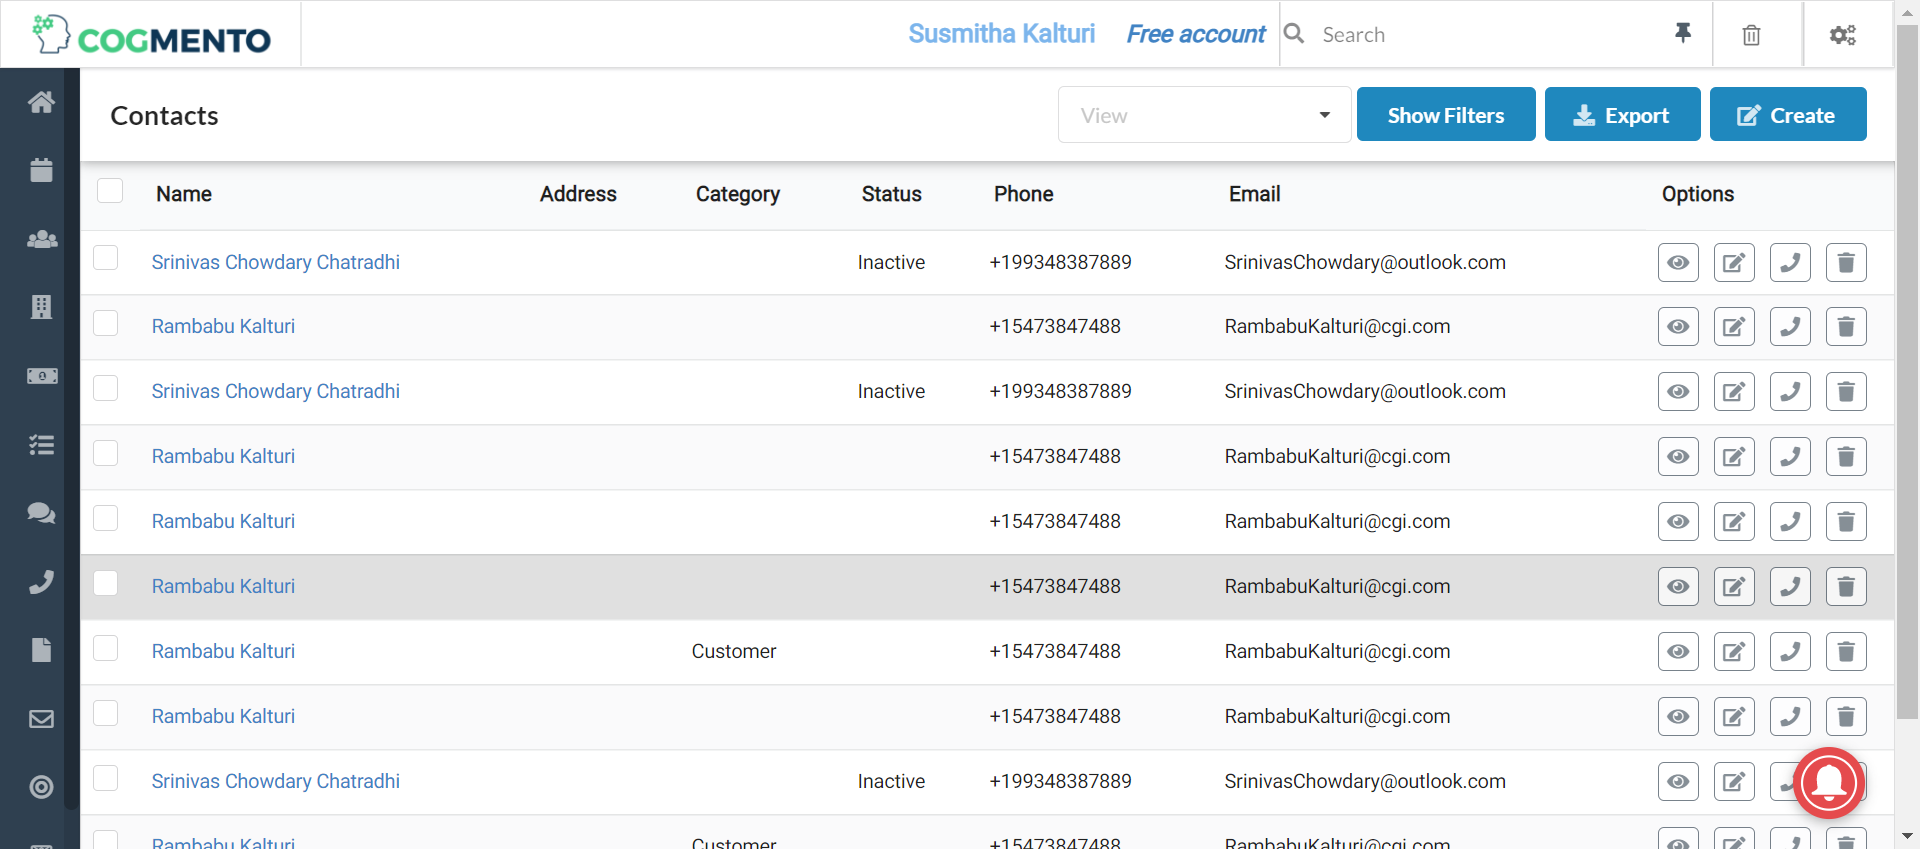 COGMENTO
Susmitha Kalturi Free account Search
Contacts View Show Filters Export Create
Name Address Category Status Phone Email Options
Srinivas Chowdary Chatradhi Inactive +199348387889 SrinivasChowdary@outlook.com
Rambabu Kalturi +15473847488 RambabuKalturi@cgi.com
Srinivas Chowdary Chatradhi Inactive +199348387889 SrinivasChowdary@outlook.com
Rambabu Kalturi +15473847488 RambabuKalturi@cgi.com
Rambabu Kalturi +15473847488 RambabuKalturi@cgi.com
Rambabu Kalturi +15473847488 RambabuKalturi@cgi.com
Rambabu Kalturi Customer +15473847488 RambabuKalturi@cgi.com
Rambabu Kalturi +15473847488 RambabuKalturi@cgi.com
Srinivas Chowdary Chatradhi Inactive +199348387889 SrinivasChowdary@outlook.com
Rambabu Kalturi Customer +15473847488 RambabuKalturi@cgi.com